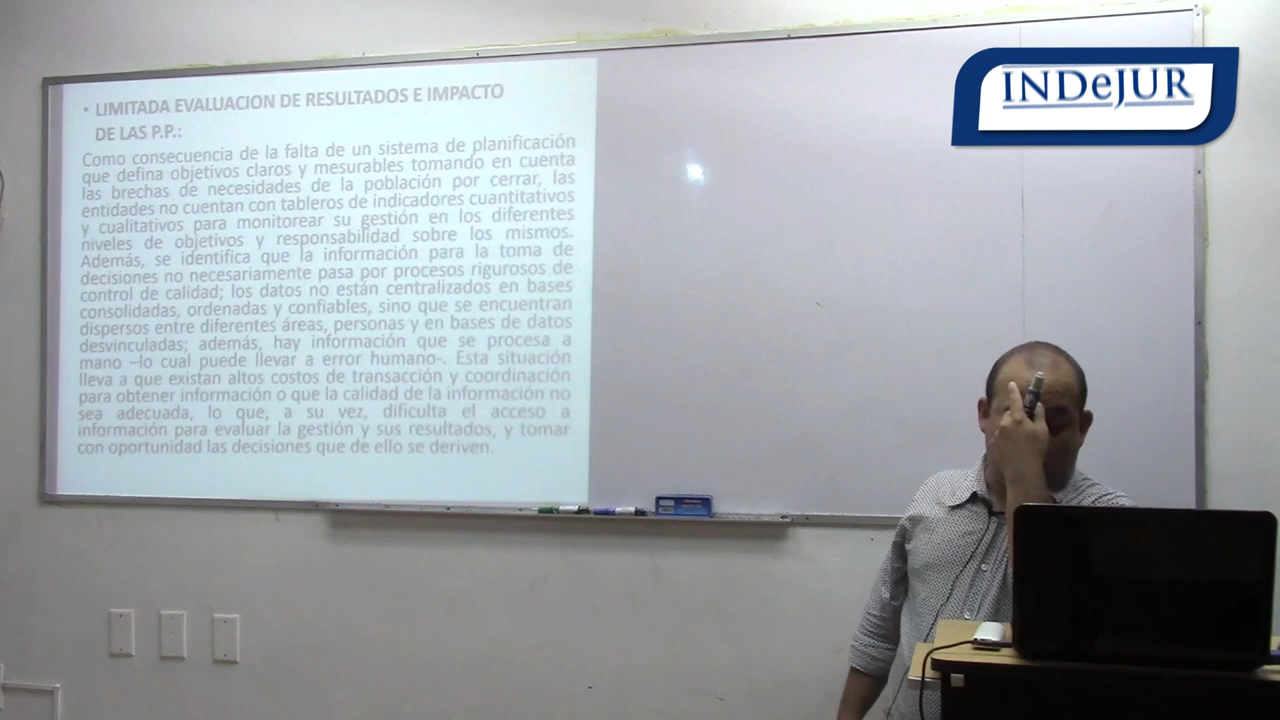 INDeJUR
• LIMITADA EVALUACION DE RESULTADOS E IMPACTO
DE LAS P.P.:
Como consecuencia de la falta de un sistema de planificación
que defina objetivos claros y mesurables tomando en cuenta
las brechas de necesidades de la población por cerrar, las
entidades no cuentan con tableros de indicadores cuantitativos
y cualitativos para monitorear su gestión en los diferentes
niveles de objetivos y responsabilidad sobre los mismos.
Además, se identifica que la información para la toma de
decisiones no necesariamente pasa por procesos rigurosos de
control de calidad; los datos no están centralizados en bases
consolidadas, ordenadas y confiables, sino que se encuentran
dispersos entre diferentes áreas, personas y en bases de datos
desvinculadas; además, hay información que se procesa a
mano –lo cual puede llevar a error humano-. Esta situación
lleva a que existan altos costos de transacción y coordinación
para obtener información o que la calidad de la información no
sea adecuada, lo que, a su vez, dificulta el acceso a
información para evaluar la gestión y sus resultados, y tomar
con oportunidad las decisiones que de ello se deriven.